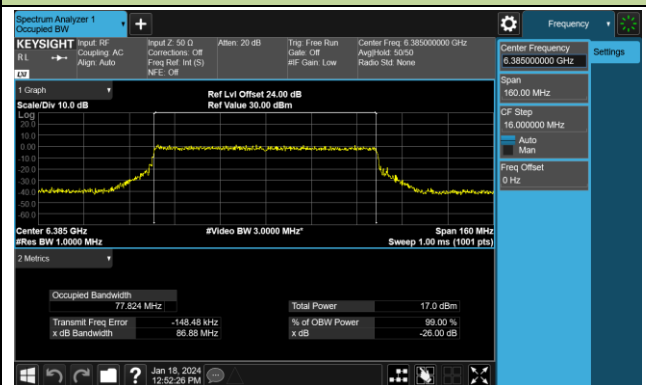 Spectrum Analyzer 1
Occupied BW
Frequency
KEYSIGHT
Input: RF
Coupling: AC
Align: Auto
Input Z: 50 Ω
Corrections: Off
Freq Ref: Int (S)
NFE: Off
Atten: 20 dB
Trig: Free Run
Gate: Off
#IF Gain: Low
Center Freq: 6.385000000 GHz
Avg|Hold: 50/50
Radio Std: None
RL
LXI
Center Frequency
6.385000000 GHz
Settings
Span
160.00 MHz
CF Step
16.000000 MHz
Auto
Man
Freq Offset
0 Hz
1 Graph
Scale/Div 10.0 dB
Ref Lvl Offset 24.00 dB
Ref Value 30.00 dBm
Log
20.0
10.0
0.00
-10.0
-20.0
-30.0
-40.0
-50.0
-60.0
Center 6.385 GHz
#Video BW 3.0000 MHz*
Span 160 MHz
#Res BW 1.0000 MHz
Sweep 1.00 ms (1001 pts)
2 Metrics
Occupied Bandwidth
77.824 MHz
Total Power
17.0 dBm
Transmit Freq Error
-148.48 kHz
% of OBW Power
99.00 %
x dB Bandwidth
86.88 MHz
x dB
-26.00 dB
?
Jan 18, 2024
12:52:26 PM